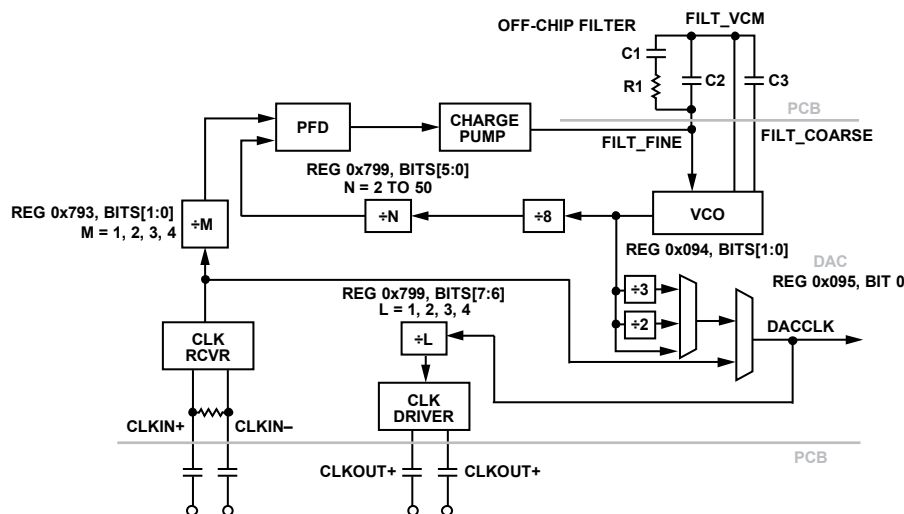 OFF-CHIP FILTER
FILT_VCM
C1
R1
C2
C3
PCB
PFD
CHARGE
PUMP
FILT_FINE
FILT_COARSE
REG 0x799, BITS[5:0]
N = 2 TO 50
REG 0x793, BITS[1:0]
M = 1, 2, 3, 4
÷M
÷N
÷8
VCO
REG 0x094, BITS[1:0]
DAC
REG 0x095, BIT 0
REG 0x799, BITS[7:6]
L = 1, 2, 3, 4
÷3
÷2
DACCLK
CLK
RCVR
÷L
CLK
DRIVER
CLKIN+
CLKIN–
PCB
CLKOUT+
CLKOUT+